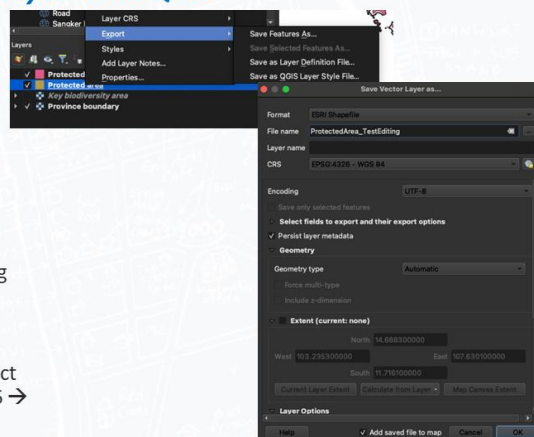 Road
Sangker
Layer CRS
Export
Styles
Add Layer Notes...
Properties...
Save Features As...
Save Selected Features As...
Save as Layer Definition File...
Save as QGIS Layer Style File...
Layers
Protected
Protected area
Key biodiversity area
Province boundary
Save Vector Layer as...
Format ESRI Shapefile
File name ProtectedArea_TestEditing
Layer name
CRS EPSG:4326 - WGS 84
Encoding UTF-8
Save only selected features
Select fields to export and their export options
Persist layer metadata
Geometry
Geometry type Automatic
Force multi-type
Include z-dimension
Extent (current: none)
North 14.688300000
West 103.235300000 East 107.630100000
South 11.716100000
Current Layer Extent Calculate from Layer Map Canvas Extent
Layer Options
Help Add saved file to map Cancel OK